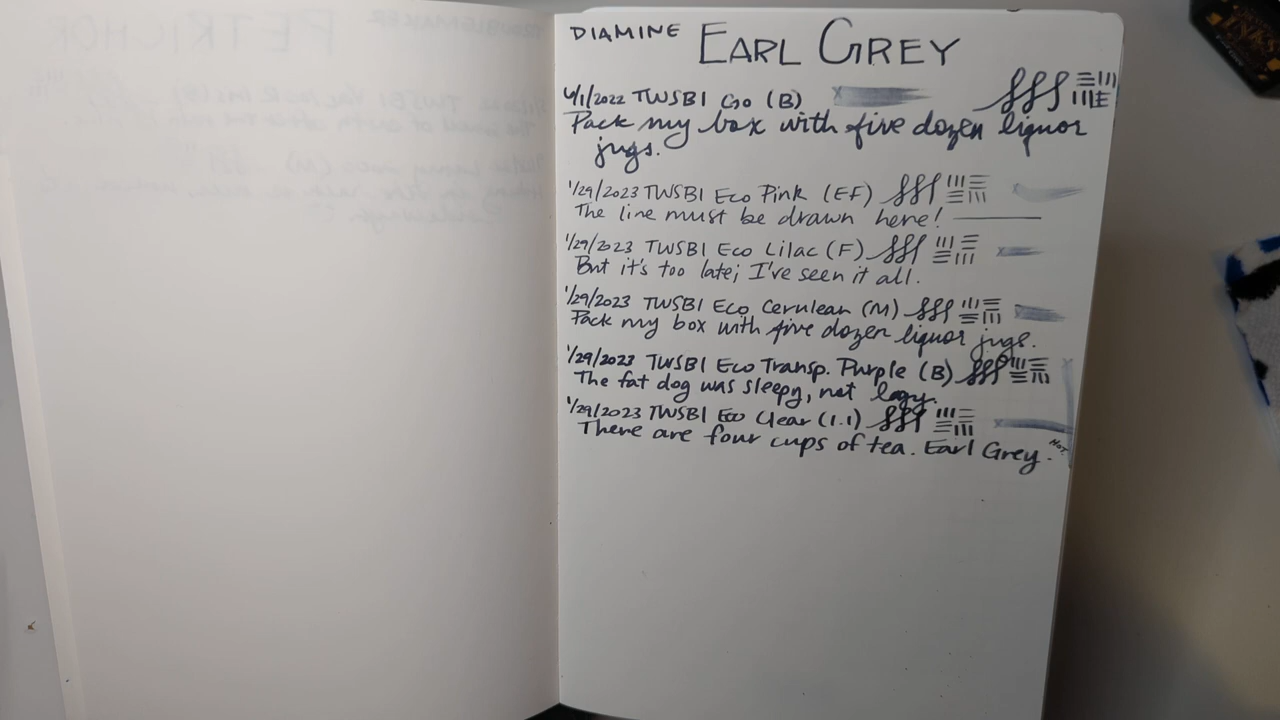 DIAMINE EARL GREY
4/1/2022 TWSBI Go (B)
Pack my box with five dozen liquor
jugs.
1/29/2023 TWSBI Eco Pink (EF)
The line must be drawn here!
1/29/2023 TWSBI Eco Lilac (F)
But it's too late; I've seen it all.
1/29/2023 TWSBI Eco Cerulean (M)
Pack my box with five dozen liquor jugs.
1/29/2023 TWSBI Eco Transp. Purple (B)
The fat dog was sleepy, not lazy.
1/29/2023 TWSBI Eco Clear (1.1)
There are four cups of tea. Earl Grey. HOT.
PETRICHOR